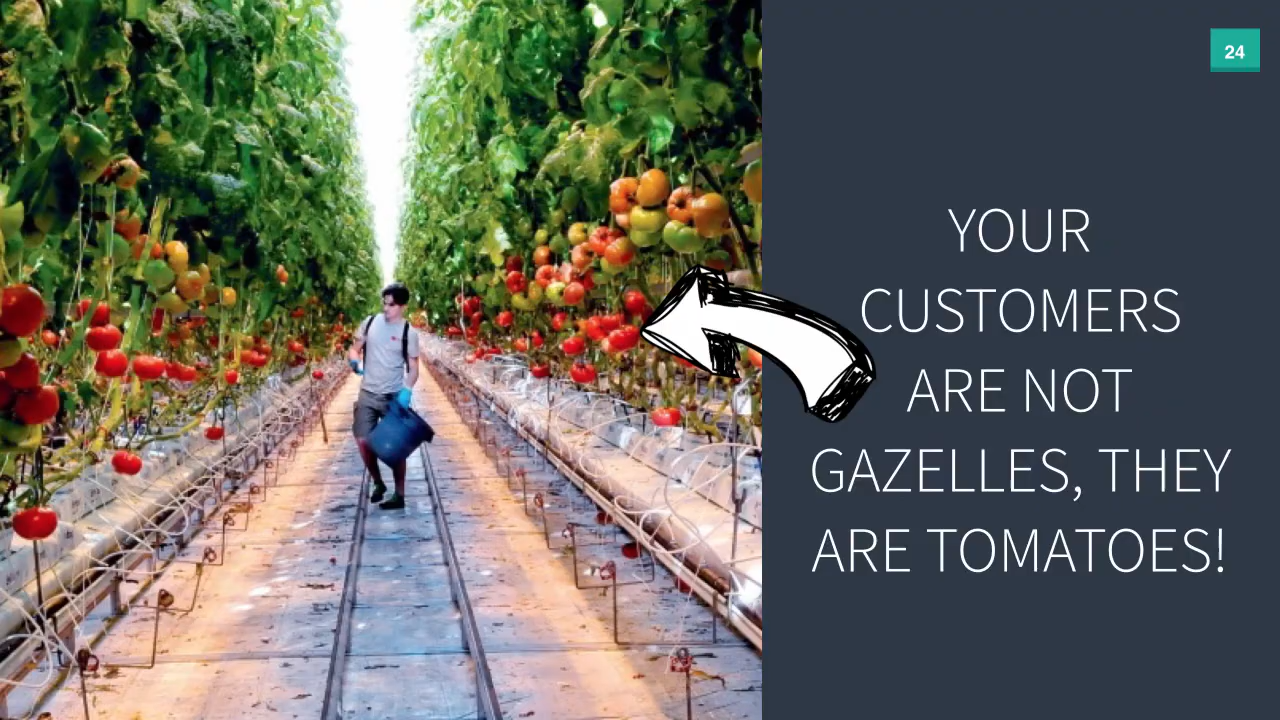 24
YOUR
CUSTOMERS
ARE NOT
GAZELLES, THEY
ARE TOMATOES!